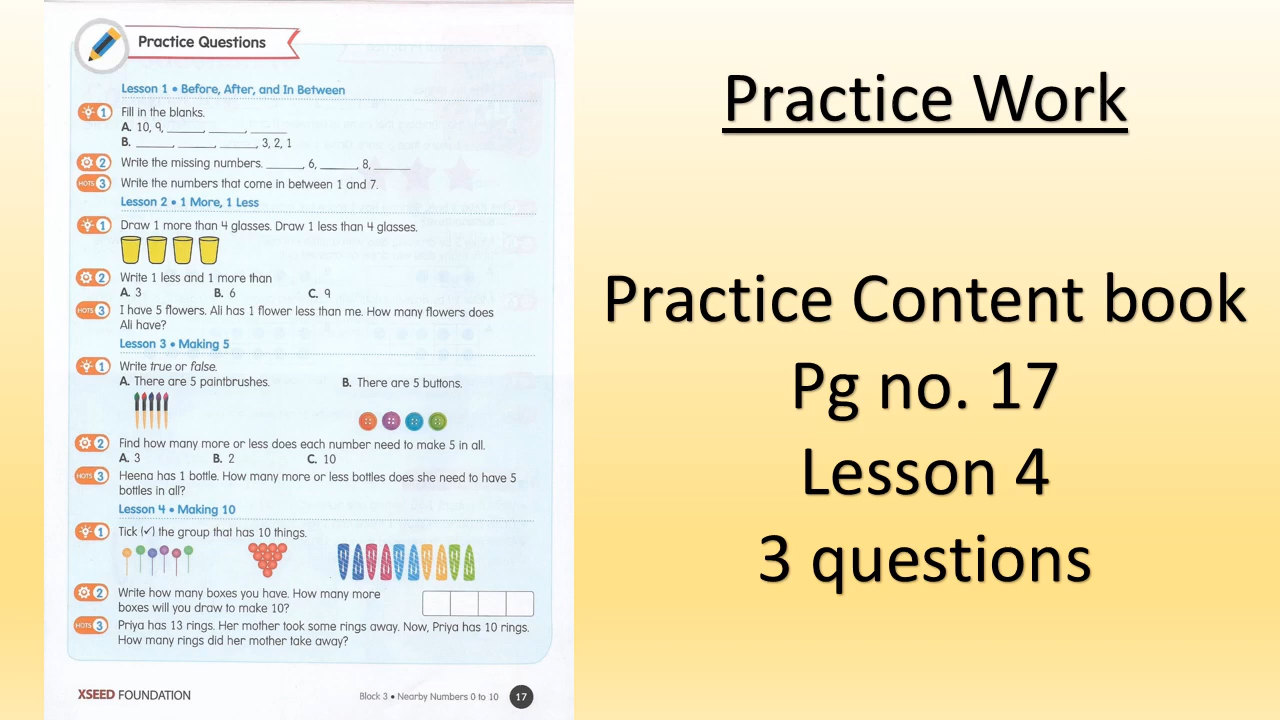 Practice Questions
Lesson 1 • Before, After, and In Between
1 Fill in the blanks.
A. 10, 9, ______, ______, ______
B. ______, ______, ______, 3, 2, 1
2 Write the missing numbers. ______, 6, ______, 8, ______
HOTS 3 Write the numbers that come in between 1 and 7.
Lesson 2 • 1 More, 1 Less
1 Draw 1 more than 4 glasses. Draw 1 less than 4 glasses.
2 Write 1 less and 1 more than
A. 3 B. 6 C. 9
HOTS 3 I have 5 flowers. Ali has 1 flower less than me. How many flowers does
Ali have?
Lesson 3 • Making 5
1 Write true or false.
A. There are 5 paintbrushes. B. There are 5 buttons.
2 Find how many more or less does each number need to make 5 in all.
A. 3 B. 2 C. 10
HOTS 3 Heena has 1 bottle. How many more or less bottles does she need to have 5
bottles in all?
Lesson 4 • Making 10
1 Tick (✓) the group that has 10 things.
2 Write how many boxes you have. How many more
boxes will you draw to make 10?
HOTS 3 Priya has 13 rings. Her mother took some rings away. Now, Priya has 10 rings.
How many rings did her mother take away?
XSEED FOUNDATION
Block 3 • Nearby Numbers 0 to 10 17
Practice Work
Practice Content book
Pg no. 17
Lesson 4
3 questions